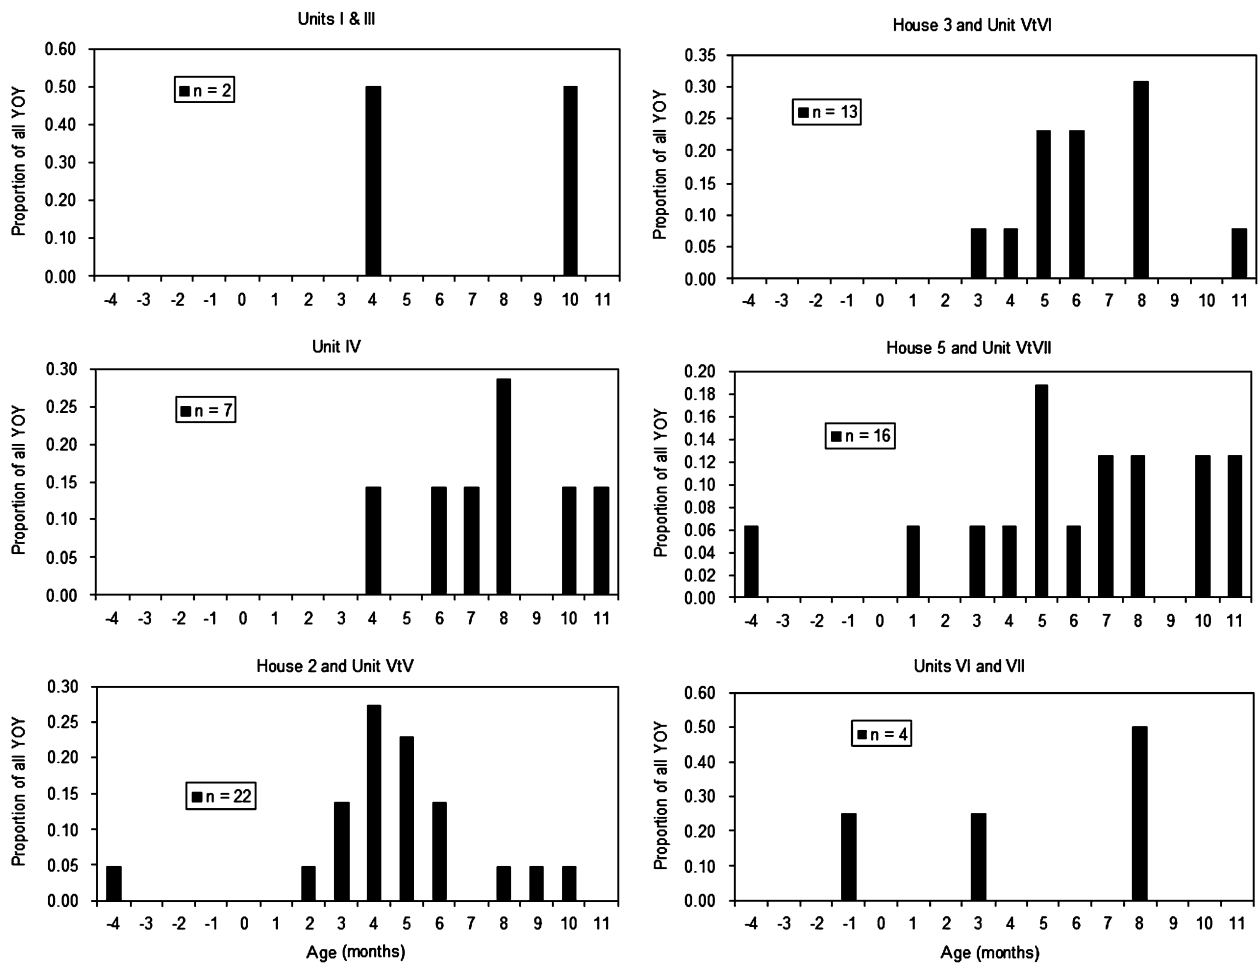 Units I & III
Proportion of all YOY
0.60
0.50
0.40
0.30
0.20
0.10
0.00
n = 2
-4 -3 -2 -1 0 1 2 3 4 5 6 7 8 9 10 11
House 3 and Unit VtVI
Proportion of all YOY
0.35
0.30
0.25
0.20
0.15
0.10
0.05
0.00
n = 13
-4 -3 -2 -1 0 1 2 3 4 5 6 7 8 9 10 11
Unit IV
Proportion of all YOY
0.30
0.25
0.20
0.15
0.10
0.05
0.00
n = 7
-4 -3 -2 -1 0 1 2 3 4 5 6 7 8 9 10 11
House 5 and Unit VtVII
Proportion of all YOY
0.20
0.18
0.16
0.14
0.12
0.10
0.08
0.06
0.04
0.02
0.00
n = 16
-4 -3 -2 -1 0 1 2 3 4 5 6 7 8 9 10 11
House 2 and Unit VtV
Proportion of all YOY
0.30
0.25
0.20
0.15
0.10
0.05
0.00
n = 22
-4 -3 -2 -1 0 1 2 3 4 5 6 7 8 9 10 11
Age (months)
Units VI and VII
Proportion of all YOY
0.60
0.50
0.40
0.30
0.20
0.10
0.00
n = 4
-4 -3 -2 -1 0 1 2 3 4 5 6 7 8 9 10 11
Age (months)